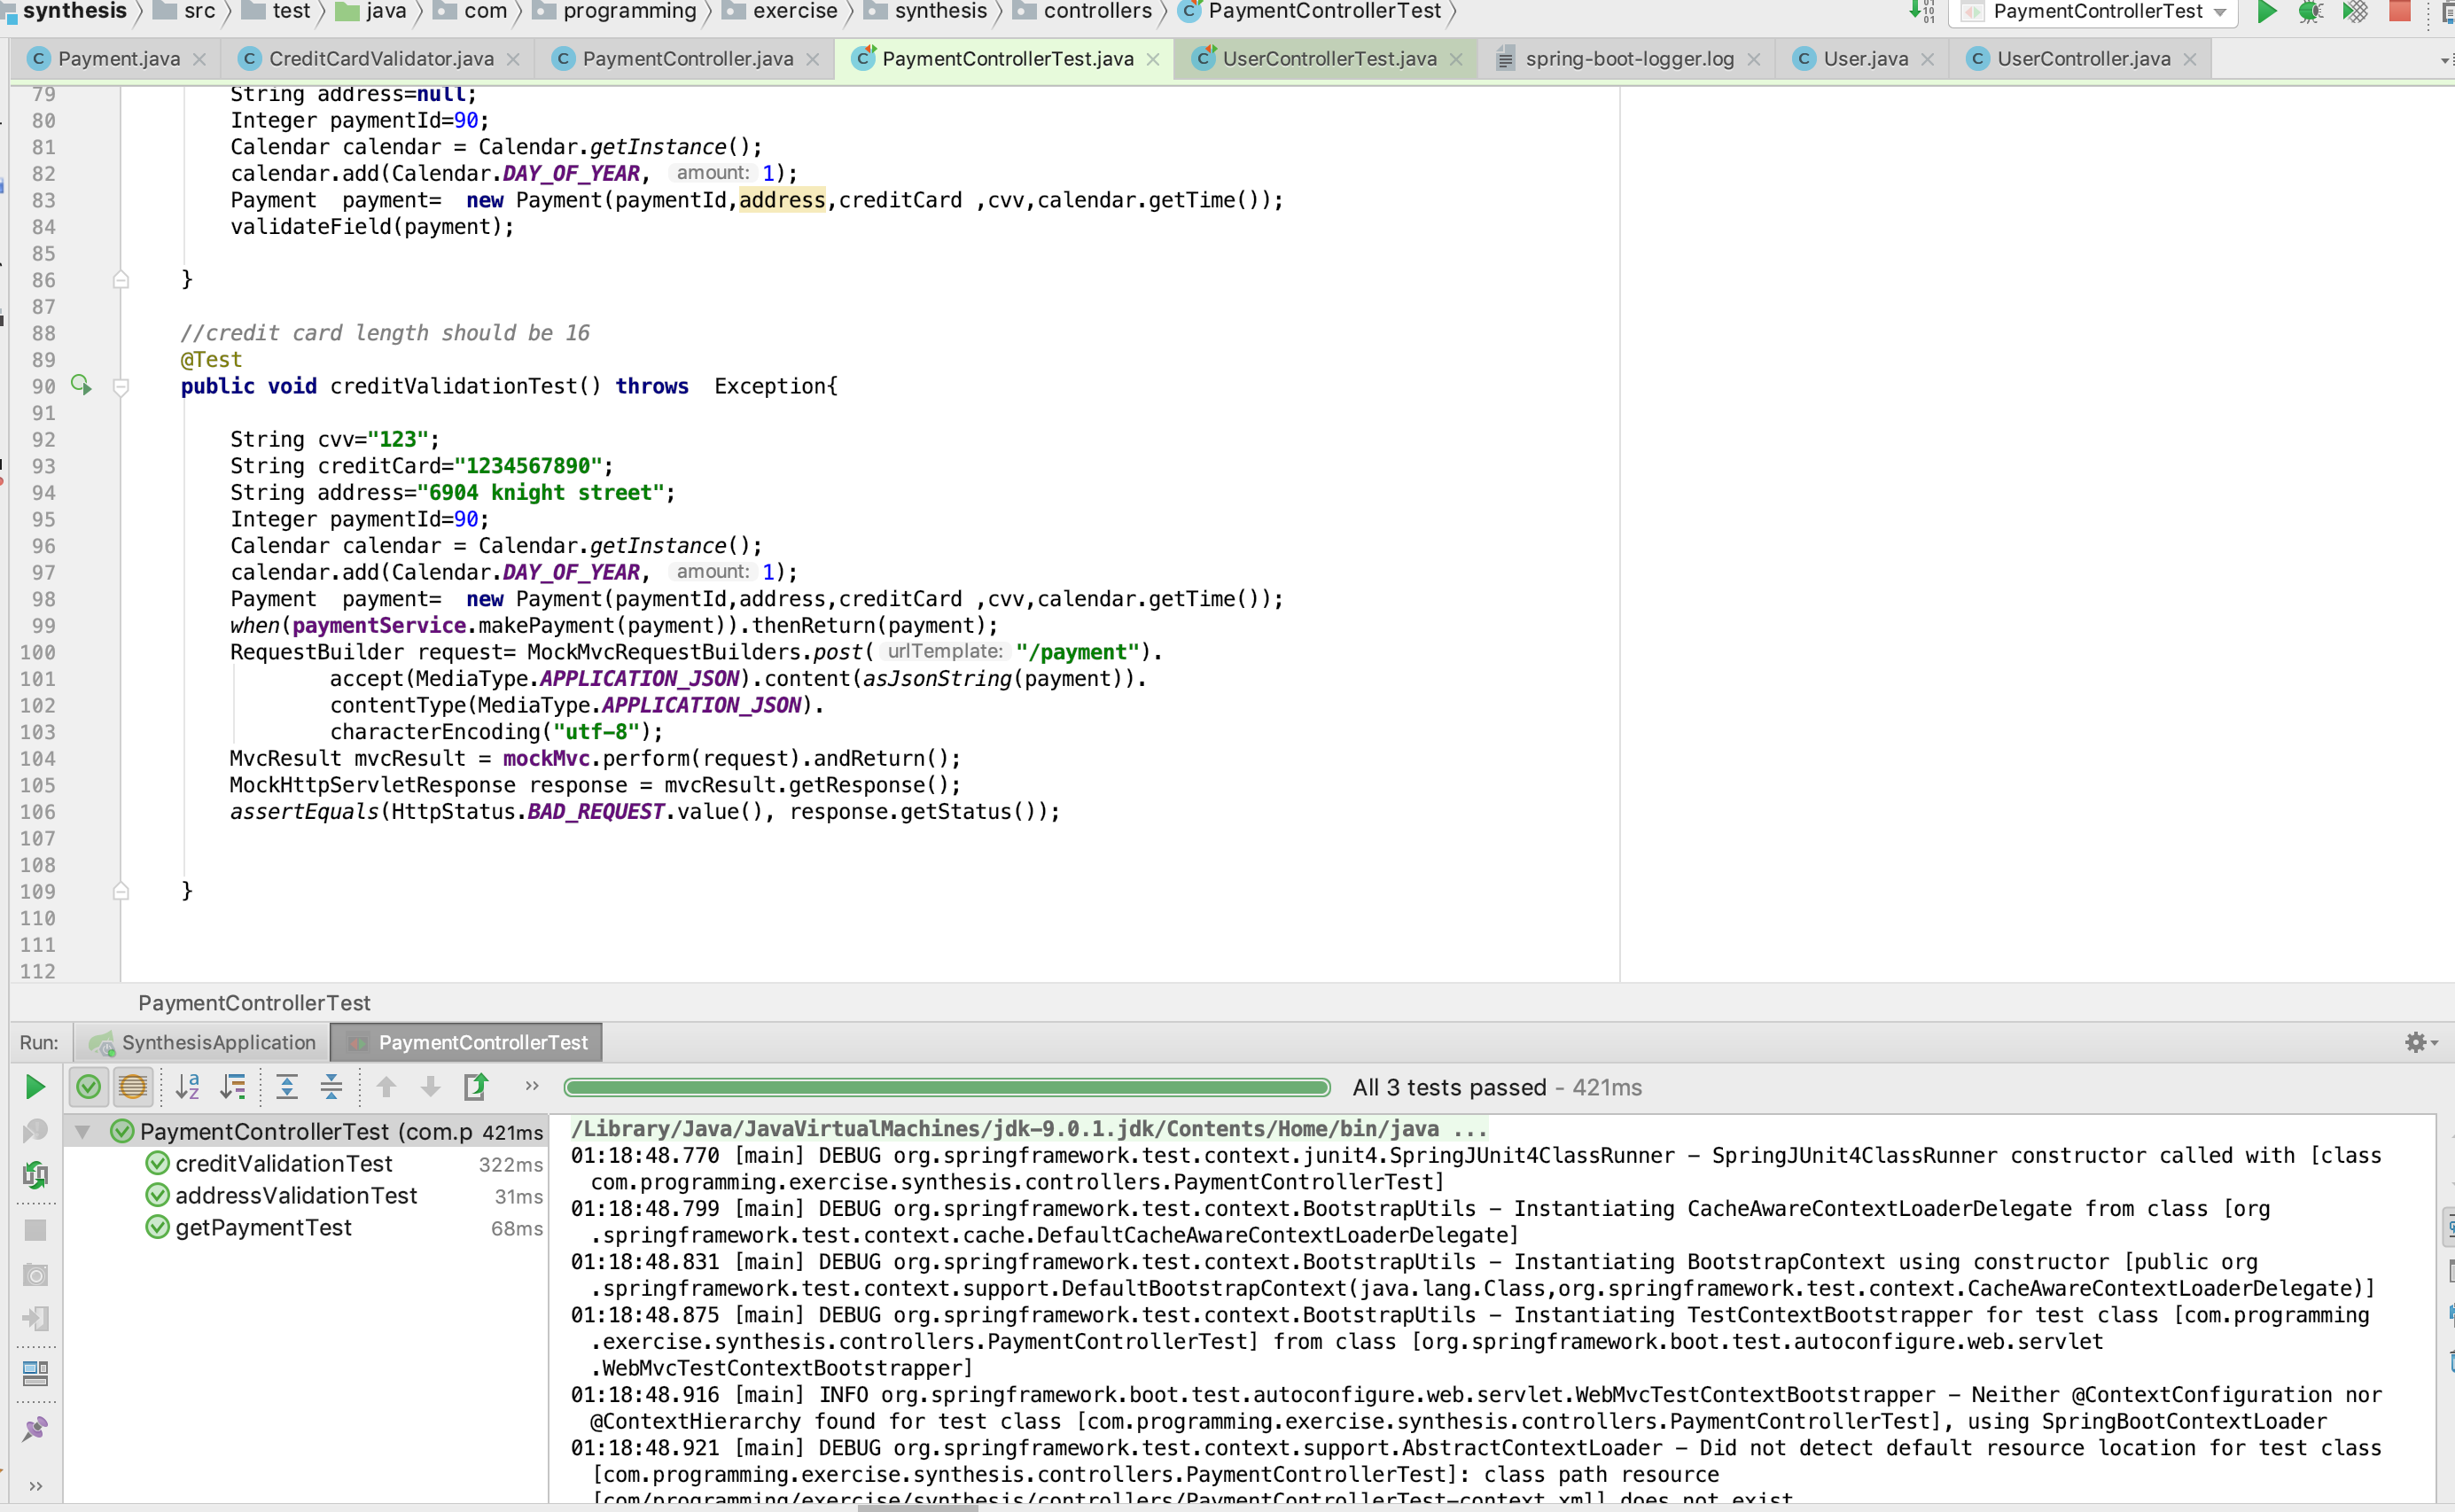 synthesis src test java com programming exercise synthesis controllers PaymentControllerTest PaymentControllerTest
Payment.java CreditCardValidator.java PaymentController.java PaymentControllerTest.java UserControllerTest.java spring-boot-logger.log User.java UserController.java
79 String address=null;
80 Integer paymentId=90;
81 Calendar calendar = Calendar.getInstance();
82 calendar.add(Calendar.DAY_OF_YEAR, amount: 1);
83 Payment  payment=  new Payment(paymentId,address,creditCard ,cvv,calendar.getTime());
84 validateField(payment);
85
86 }
87
88 //credit card length should be 16
89 @Test
90 public void creditValidationTest() throws  Exception{
91
92 String cvv="123";
93 String creditCard="1234567890";
94 String address="6904 knight street";
95 Integer paymentId=90;
96 Calendar calendar = Calendar.getInstance();
97 calendar.add(Calendar.DAY_OF_YEAR, amount: 1);
98 Payment  payment=  new Payment(paymentId,address,creditCard ,cvv,calendar.getTime());
99 when(paymentService.makePayment(payment)).thenReturn(payment);
100 RequestBuilder request= MockMvcRequestBuilders.post( urlTemplate: "/payment").
101 accept(MediaType.APPLICATION_JSON).content(asJsonString(payment)).
102 contentType(MediaType.APPLICATION_JSON).
103 characterEncoding("utf-8");
104 MvcResult mvcResult = mockMvc.perform(request).andReturn();
105 MockHttpServletResponse response = mvcResult.getResponse();
106 assertEquals(HttpStatus.BAD_REQUEST.value(), response.getStatus());
107
108
109 }
110
111
112
PaymentControllerTest
Run: SynthesisApplication PaymentControllerTest
All 3 tests passed – 421ms
PaymentControllerTest (com.p 421ms
creditValidationTest 322ms
addressValidationTest 31ms
getPaymentTest 68ms
/Library/Java/JavaVirtualMachines/jdk-9.0.1.jdk/Contents/Home/bin/java ...
01:18:48.770 [main] DEBUG org.springframework.test.context.junit4.SpringJUnit4ClassRunner – SpringJUnit4ClassRunner constructor called with [class
com.programming.exercise.synthesis.controllers.PaymentControllerTest]
01:18:48.799 [main] DEBUG org.springframework.test.context.BootstrapUtils – Instantiating CacheAwareContextLoaderDelegate from class [org
.springframework.test.context.cache.DefaultCacheAwareContextLoaderDelegate]
01:18:48.831 [main] DEBUG org.springframework.test.context.BootstrapUtils – Instantiating BootstrapContext using constructor [public org
.springframework.test.context.support.DefaultBootstrapContext(java.lang.Class,org.springframework.test.context.CacheAwareContextLoaderDelegate)]
01:18:48.875 [main] DEBUG org.springframework.test.context.BootstrapUtils – Instantiating TestContextBootstrapper for test class [com.programming
.exercise.synthesis.controllers.PaymentControllerTest] from class [org.springframework.boot.test.autoconfigure.web.servlet
.WebMvcTestContextBootstrapper]
01:18:48.916 [main] INFO org.springframework.boot.test.autoconfigure.web.servlet.WebMvcTestContextBootstrapper – Neither @ContextConfiguration nor
@ContextHierarchy found for test class [com.programming.exercise.synthesis.controllers.PaymentControllerTest], using SpringBootContextLoader
01:18:48.921 [main] DEBUG org.springframework.test.context.support.AbstractContextLoader – Did not detect default resource location for test class
[com.programming.exercise.synthesis.controllers.PaymentControllerTest]: class path resource
[com/programming/exercise/synthesis/controllers/PaymentControllerTest-context.xml] does not exist